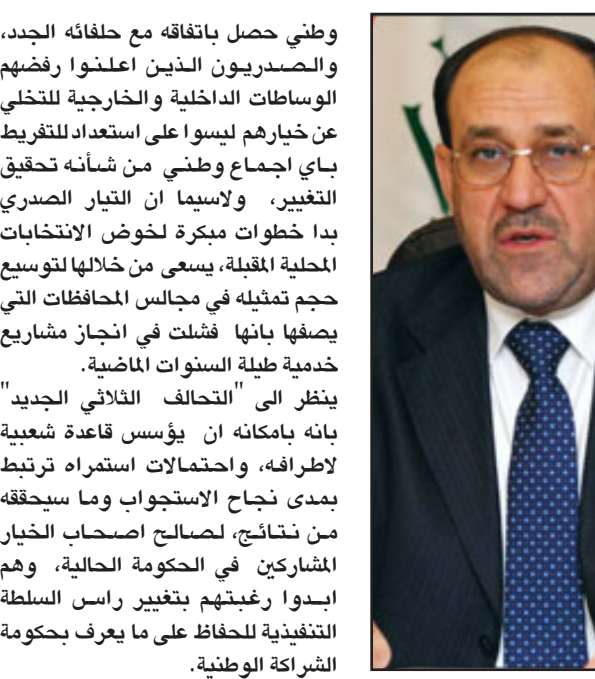 وطني حصل باتفاقه مع حلفائه الجدد،
والصدريون الذين اعلنوا رفضهم
الوساطات الداخلية والخارجية للتخلي
عن خيارهم ليسوا على استعداد للتفريط
باي اجماع وطني من شأنه تحقيق
التغيير، ولاسيما ان التيار الصدري
بدا خطوات مبكرة لخوض الانتخابات
المحلية المقبلة، يسعى من خلالها لتوسيع
حجم تمثيله في مجالس المحافظات التي
يصفها بانها فشلت في انجاز مشاريع
خدمية طيلة السنوات الماضية.
ينظر الى "التحالف الثلاثي الجديد"
بانه بامكانه ان يؤسس قاعدة شعبية
لاطرافه، واحتمالات استمراه ترتبط
بمدى نجاح الاستجواب وما سيحققه
من نتائج، لصالح اصحاب الخيار
المشاركين في الحكومة الحالية، وهم
ابدوا رغبتهم بتغيير راس السلطة
التنفيذية للحفاظ على ما يعرف بحكومة
الشراكة الوطنية.